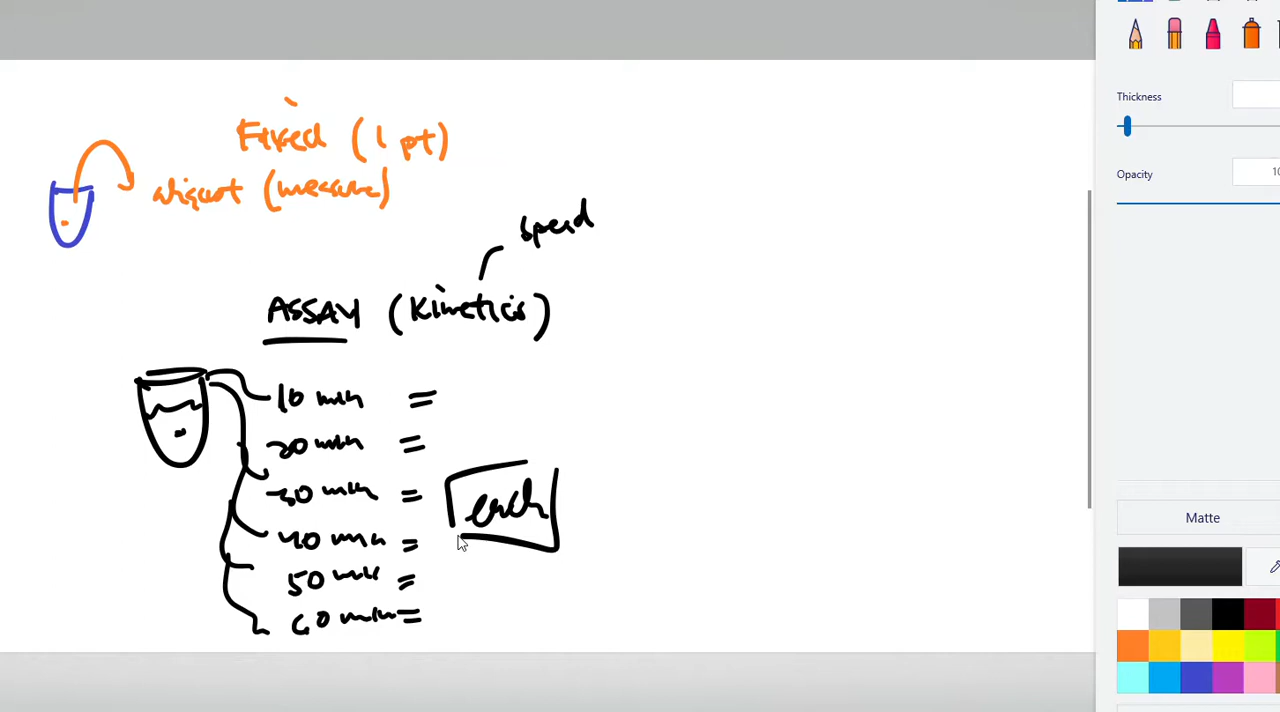 Fixed (1 pt)
aliquot (measure)
speed
ASSAY (Kinetics)
10 min =
20 min =
30 min =
each
40 min =
50 min =
60 min =
Thickness
Opacity
10
Matte